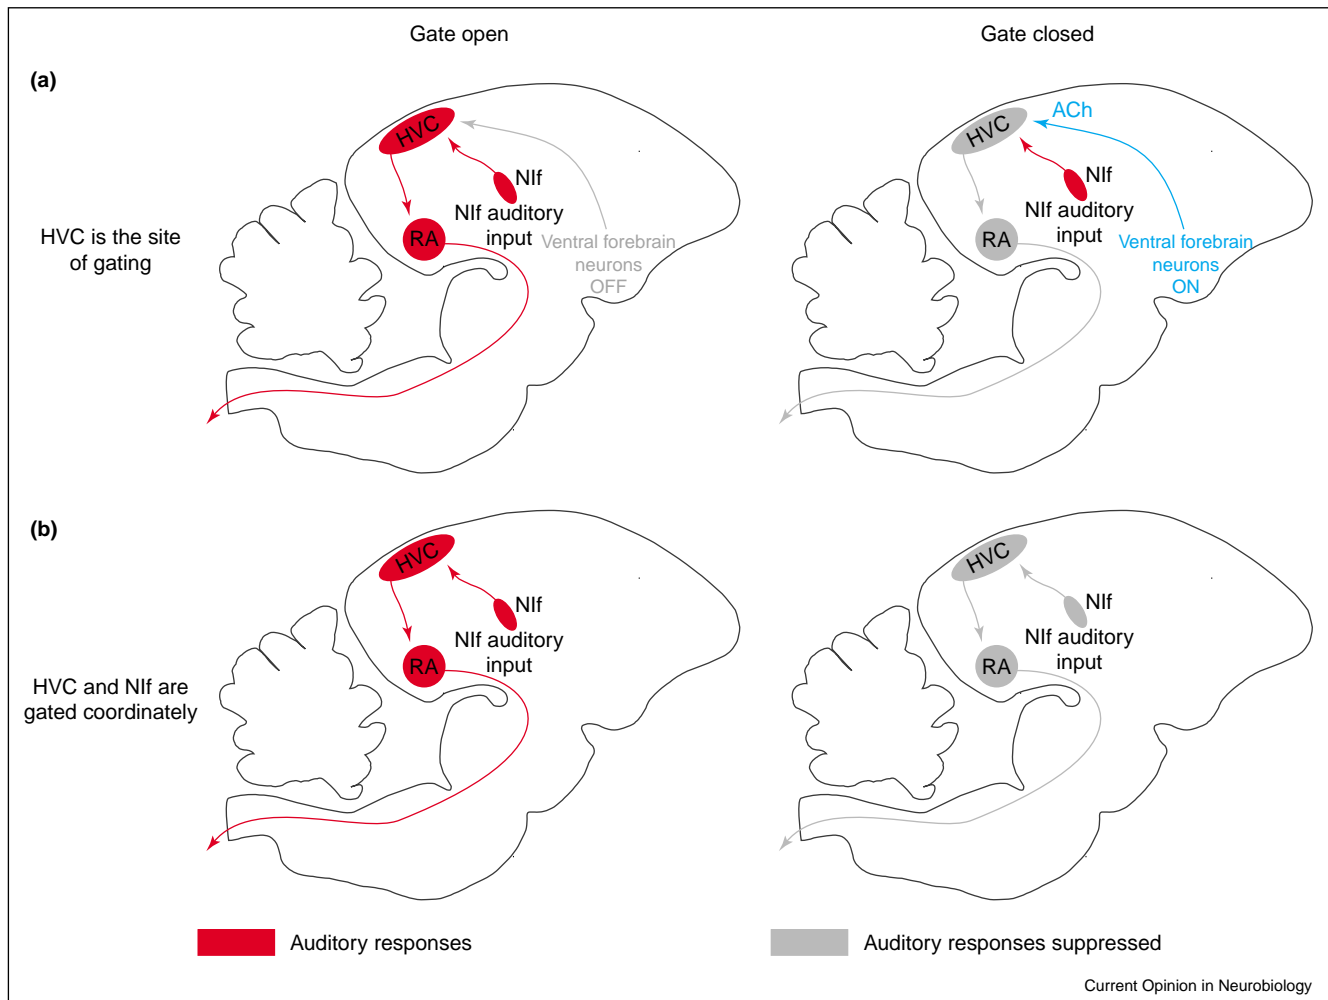 Gate open
Gate closed
(a)
HVC is the site
of gating
HVC
NIf
NIf auditory
input
RA
Ventral forebrain
neurons
OFF
HVC
ACh
NIf
NIf auditory
input
RA
Ventral forebrain
neurons
ON
(b)
HVC and NIf are
gated coordinately
HVC
NIf
NIf auditory
input
RA
HVC
NIf
NIf auditory
input
RA
Auditory responses
Auditory responses suppressed
Current Opinion in Neurobiology